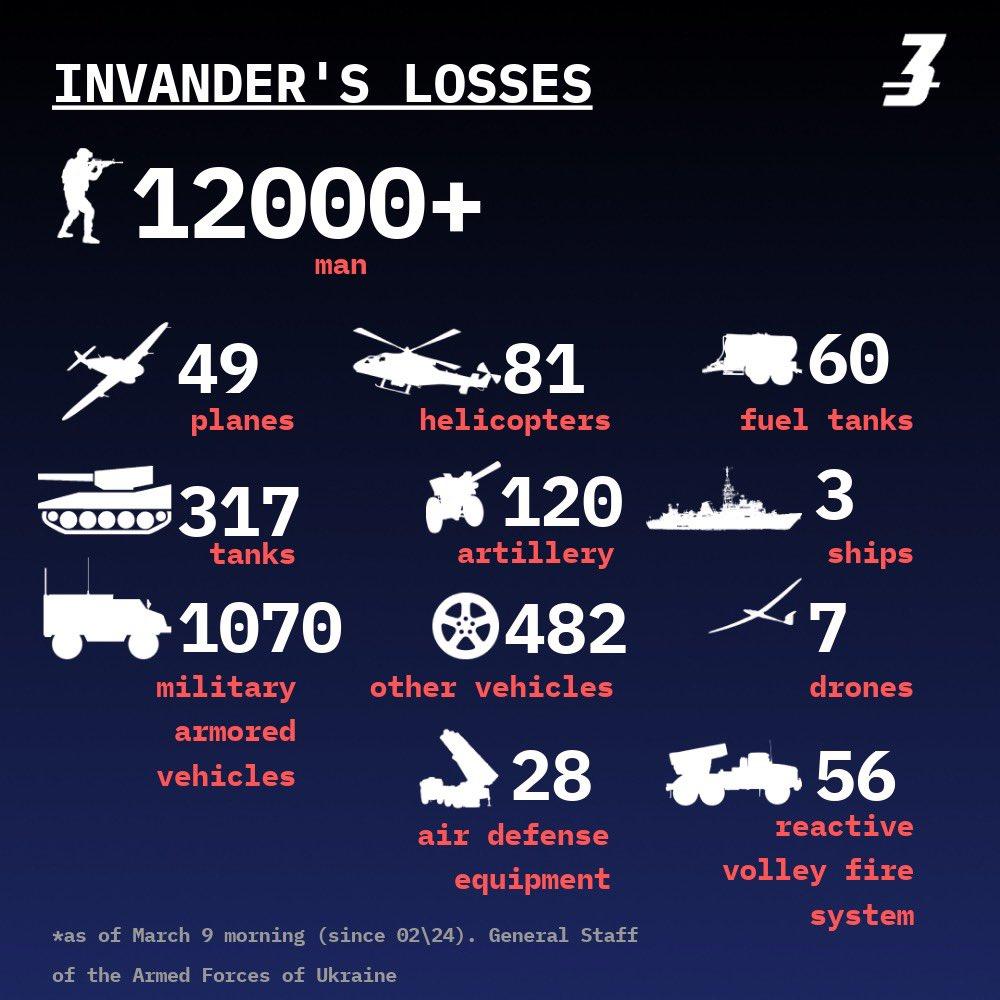 INVANDER'S LOSSES
12000+
man
49
planes
81
helicopters
60
fuel tanks
317
tanks
120
artillery
3
ships
1070
military
armored
vehicles
482
other vehicles
7
drones
28
air defense
equipment
56
reactive
volley fire
system
*as of March 9 morning (since 02\24). General Staff
of the Armed Forces of Ukraine